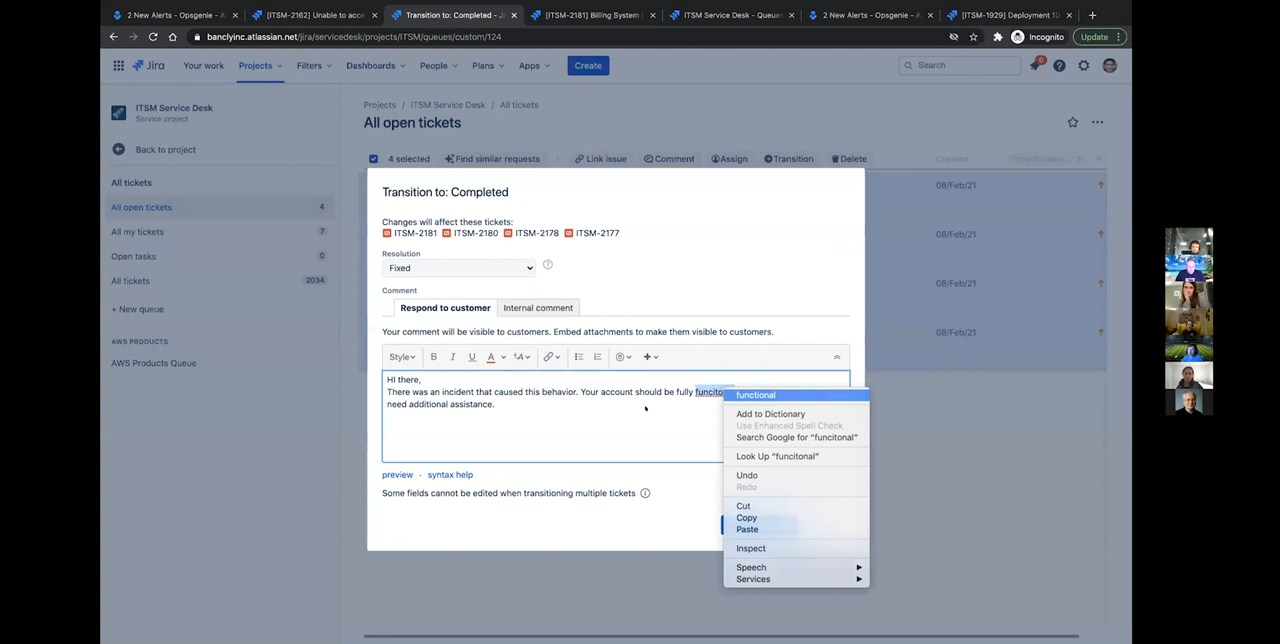 2 New Alerts - Opsgenie - A
[ITSM-2162] Unable to acce
Transition to: Completed - Ji
[ITSM-2181] Billing System
ITSM Service Desk - Queues
2 New Alerts - Opsgenie - A
[ITSM-1929] Deployment 10
banclyinc.atlassian.net/jira/servicedesk/projects/ITSM/queues/custom/124
Incognito
Update
Jira
Your work
Projects
Filters
Dashboards
People
Plans
Apps
Create
Search
6
ITSM Service Desk
Service project
Back to project
All tickets
All open tickets 4
All my tickets 7
Open tasks 0
All tickets 2034
+ New queue
AWS PRODUCTS
AWS Products Queue
Projects / ITSM Service Desk / All tickets
All open tickets
4 selected
Find similar requests
Link issue
Comment
Assign
Transition
Delete
Created
08/Feb/21
08/Feb/21
08/Feb/21
08/Feb/21
Transition to: Completed
Changes will affect these tickets:
ITSM-2181 ITSM-2180 ITSM-2178 ITSM-2177
Resolution
Fixed
Comment
Respond to customer
Internal comment
Your comment will be visible to customers. Embed attachments to make them visible to customers.
Style B I U A
HI there,
There was an incident that caused this behavior. Your account should be fully funcito
need additional assistance.
preview · syntax help
Some fields cannot be edited when transitioning multiple tickets
functional
Add to Dictionary
Use Enhanced Spell Check
Search Google for “funcitonal”
Look Up “funcitonal”
Undo
Redo
Cut
Copy
Paste
Inspect
Speech
Services